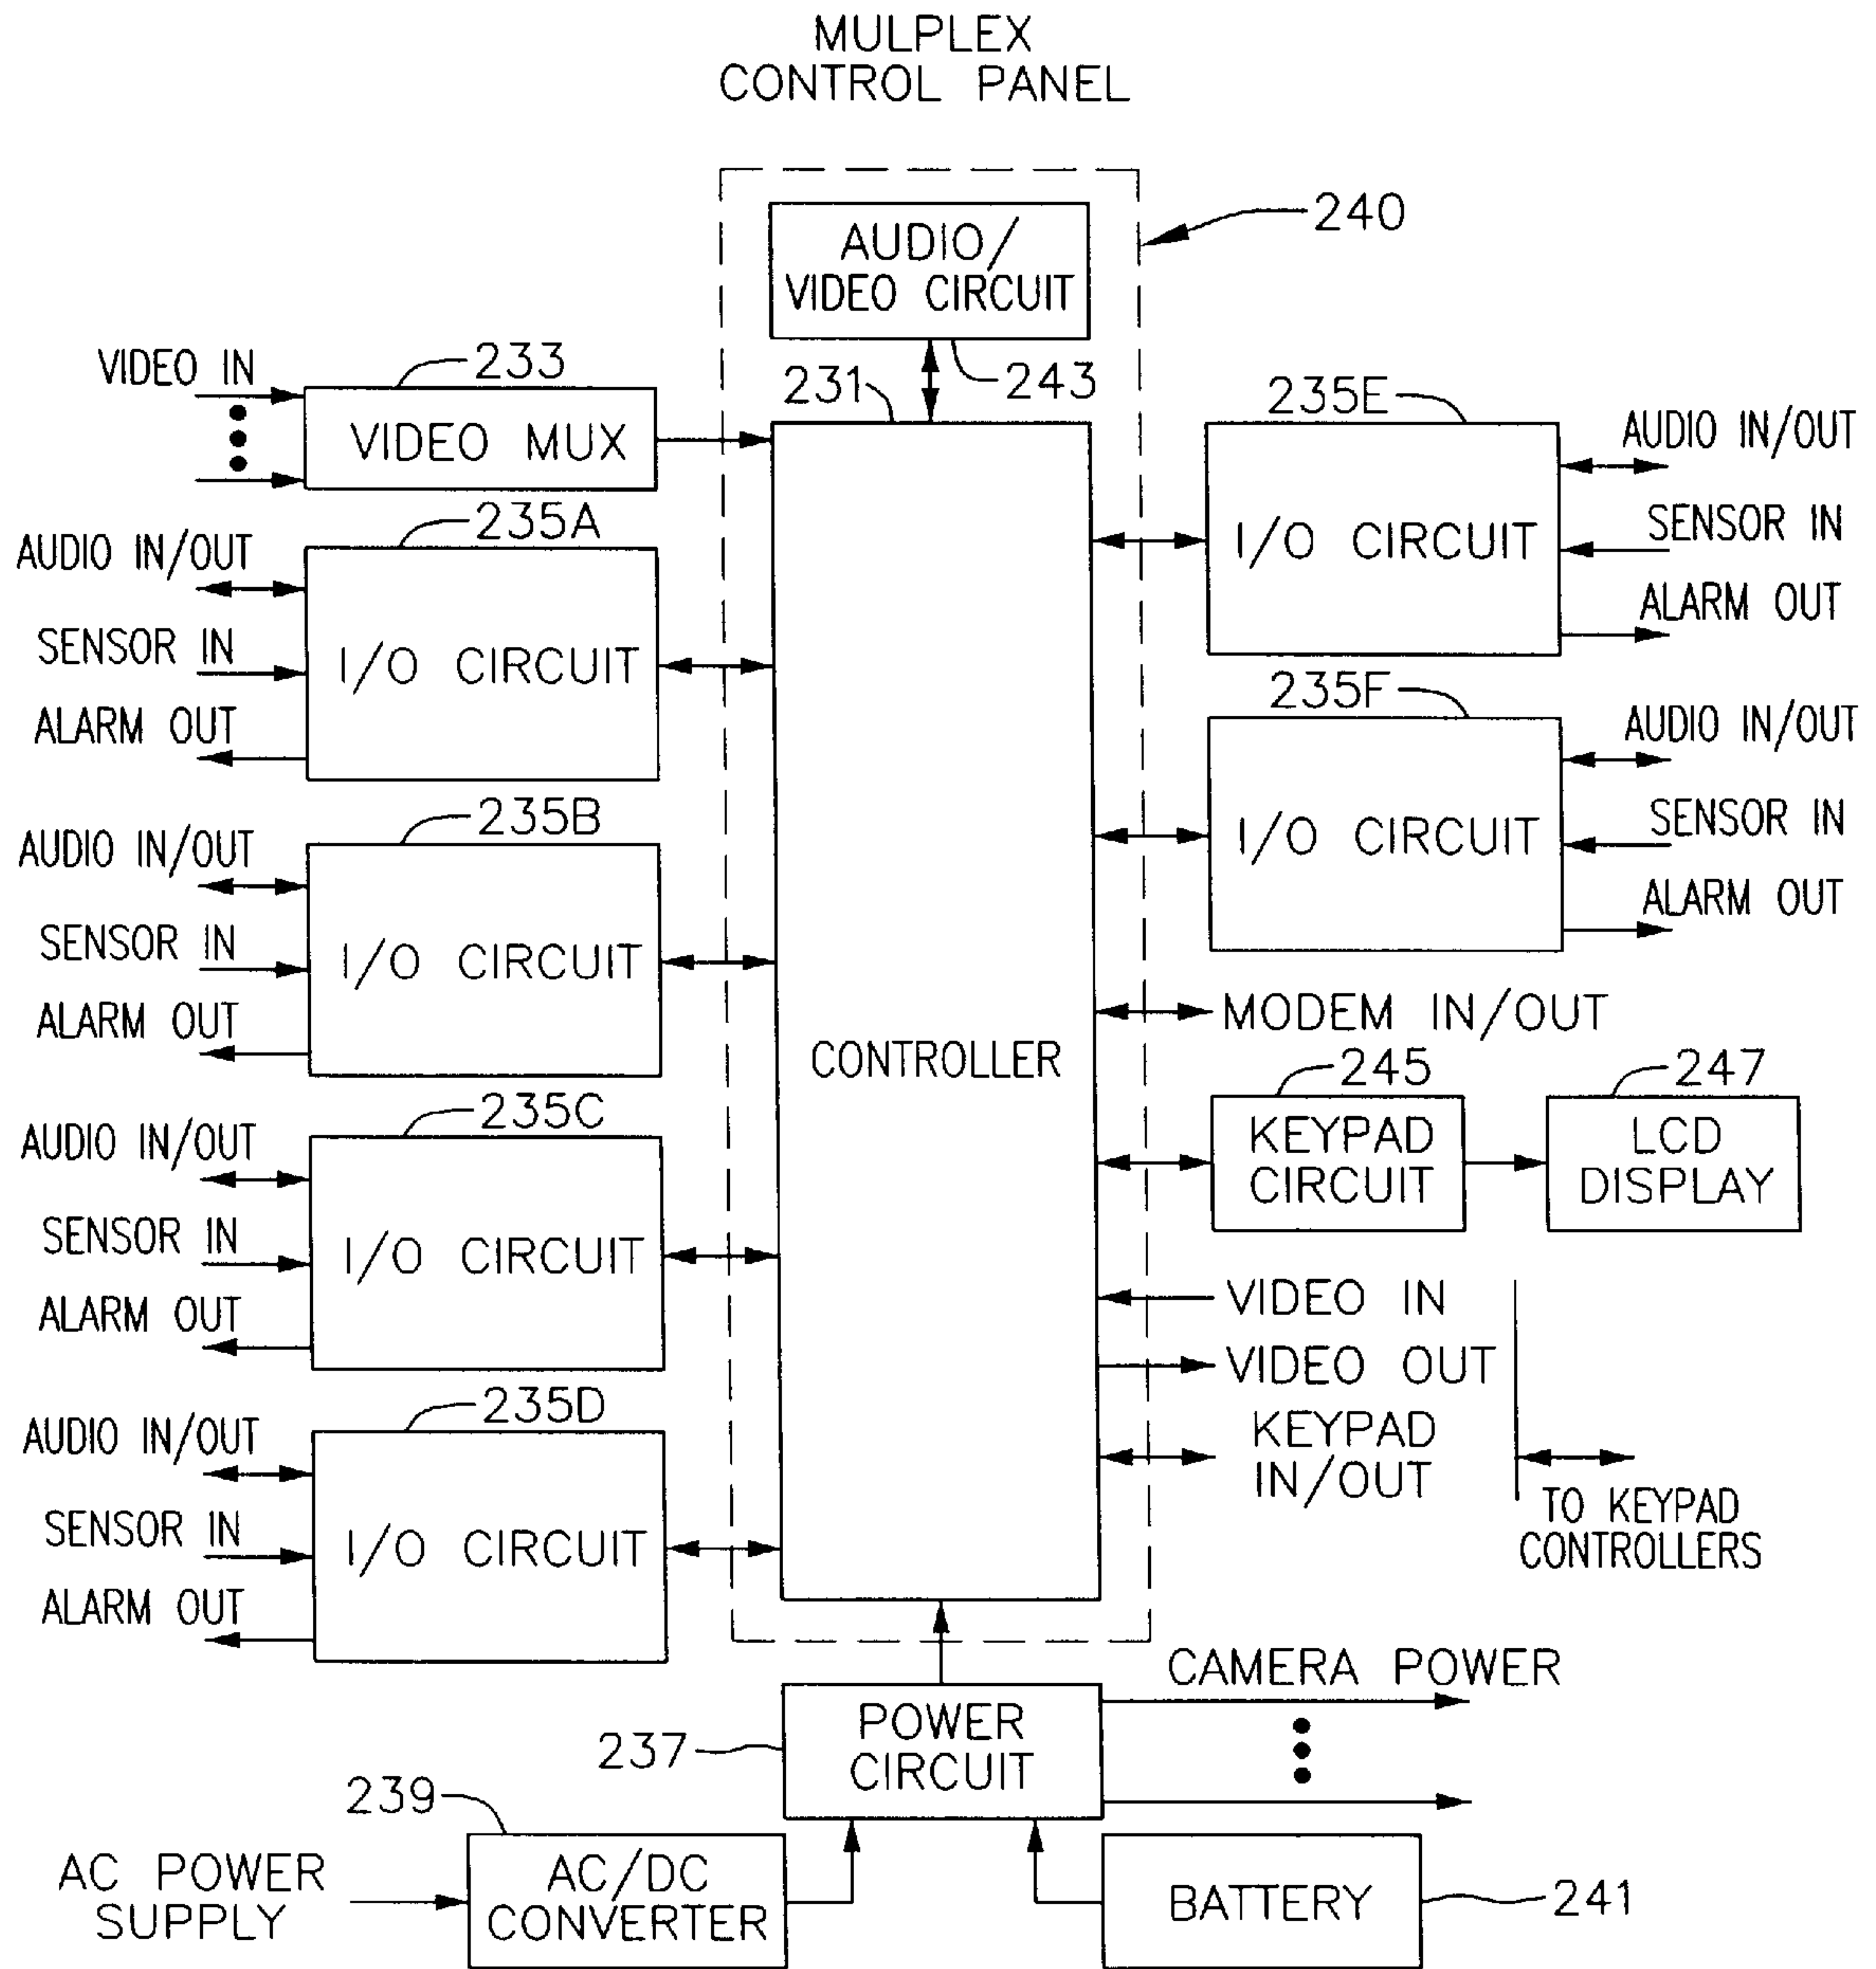 MULPLEX
CONTROL PANEL
240
AUDIO/
VIDEO CIRCUIT
243
231
VIDEO IN
233
VIDEO MUX
235A
AUDIO IN/OUT
SENSOR IN
ALARM OUT
I/O CIRCUIT
235B
AUDIO IN/OUT
SENSOR IN
ALARM OUT
I/O CIRCUIT
235C
AUDIO IN/OUT
SENSOR IN
ALARM OUT
I/O CIRCUIT
235D
AUDIO IN/OUT
SENSOR IN
ALARM OUT
I/O CIRCUIT
CONTROLLER
235E
I/O CIRCUIT
AUDIO IN/OUT
SENSOR IN
ALARM OUT
235F
I/O CIRCUIT
AUDIO IN/OUT
SENSOR IN
ALARM OUT
MODEM IN/OUT
245
KEYPAD
CIRCUIT
247
LCD
DISPLAY
VIDEO IN
VIDEO OUT
KEYPAD
IN/OUT
TO KEYPAD
CONTROLLERS
CAMERA POWER
237
POWER
CIRCUIT
239
AC POWER
SUPPLY
AC/DC
CONVERTER
BATTERY
241